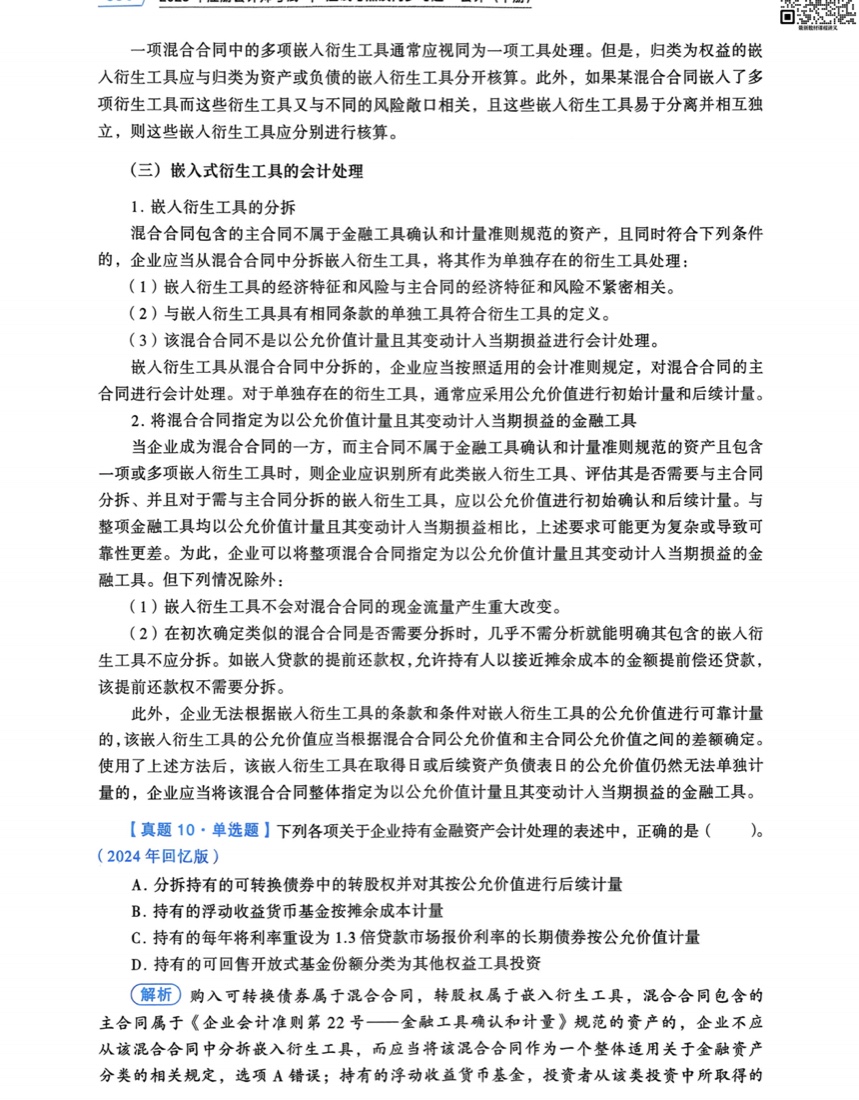 一项混合合同中的多项嵌入衍生工具通常应视同为一项工具处理。但是，归类为权益的嵌
入衍生工具应与归类为资产或负债的嵌入衍生工具分开核算。此外，如果某混合合同嵌入了多
项衍生工具而这些衍生工具又与不同的风险敞口相关，且这些嵌入衍生工具易于分离并相互独
立，则这些嵌入衍生工具应分别进行核算。
（三）嵌入式衍生工具的会计处理
1. 嵌入衍生工具的分拆
混合合同包含的主合同不属于金融工具确认和计量准则规范的资产，且同时符合下列条件
的，企业应当从混合合同中分拆嵌入衍生工具，将其作为单独存在的衍生工具处理：
（1）嵌入衍生工具的经济特征和风险与主合同的经济特征和风险不紧密相关。
（2）与嵌入衍生工具具有相同条款的单独工具符合衍生工具的定义。
（3）该混合合同不是以公允价值计量且其变动计入当期损益进行会计处理。
嵌入衍生工具从混合合同中分拆的，企业应当按照适用的会计准则规定，对混合合同的主
合同进行会计处理。对于单独存在的衍生工具，通常应采用公允价值进行初始计量和后续计量。
2. 将混合合同指定为以公允价值计量且其变动计入当期损益的金融工具
当企业成为混合合同的一方，而主合同不属于金融工具确认和计量准则规范的资产且包含
一项或多项嵌入衍生工具时，则企业应识别所有此类嵌入衍生工具、评估其是否需要与主合同
分拆、并且对于需与主合同分拆的嵌入衍生工具，应以公允价值进行初始确认和后续计量。与
整项金融工具均以公允价值计量且其变动计入当期损益相比，上述要求可能更为复杂或导致可
靠性更差。为此，企业可以将整项混合合同指定为以公允价值计量且其变动计入当期损益的金
融工具。但下列情况除外：
（1）嵌入衍生工具不会对混合合同的现金流量产生重大改变。
（2）在初次确定类似的混合合同是否需要分拆时，几乎不需分析就能明确其包含的嵌入衍
生工具不应分拆。如嵌入贷款的提前还款权，允许持有人以接近摊余成本的金额提前偿还贷款，
该提前还款权不需要分拆。
此外，企业无法根据嵌入衍生工具的条款和条件对嵌入衍生工具的公允价值进行可靠计量
的，该嵌入衍生工具的公允价值应当根据混合合同公允价值和主合同公允价值之间的差额确定。
使用了上述方法后，该嵌入衍生工具在取得日或后续资产负债表日的公允价值仍然无法单独计
量的，企业应当将该混合合同整体指定为以公允价值计量且其变动计入当期损益的金融工具。
【真题 10·单选题】下列各项关于企业持有金融资产会计处理的表述中，正确的是（　　）。
（2024 年回忆版）
A. 分拆持有的可转换债券中的转股权并对其按公允价值进行后续计量
B. 持有的浮动收益货币基金按摊余成本计量
C. 持有的每年将利率重设为 1.3 倍贷款市场报价利率的长期债券按公允价值计量
D. 持有的可回售开放式基金份额分类为其他权益工具投资
解析 购入可转换债券属于混合合同，转股权属于嵌入衍生工具，混合合同包含的
主合同属于《企业会计准则第 22 号——金融工具确认和计量》规范的资产的，企业不应
从该混合合同中分拆嵌入衍生工具，而应当将该混合合同作为一个整体适用关于金融资产
分类的相关规定，选项 A 错误；持有的浮动收益货币基金，投资者从该类投资中所取得的